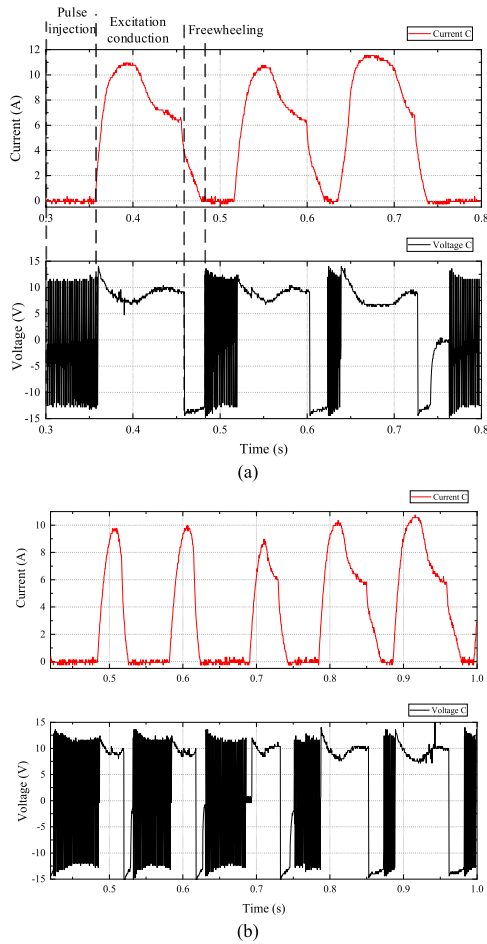 Pulse injection
Excitation conduction
Freewheeling
Current C
12
10
8
6
4
2
0
Current (A)
0.3 0.4 0.5 0.6 0.7 0.8
Voltage C
15
10
5
0
-5
-10
-15
Voltage (V)
0.3 0.4 0.5 0.6 0.7 0.8
Time (s)
(a)
Current C
10
8
6
4
2
0
Current (A)
0.5 0.6 0.7 0.8 0.9 1.0
Voltage C
15
10
5
0
-5
-10
-15
Voltage (V)
0.5 0.6 0.7 0.8 0.9 1.0
Time (s)
(b)